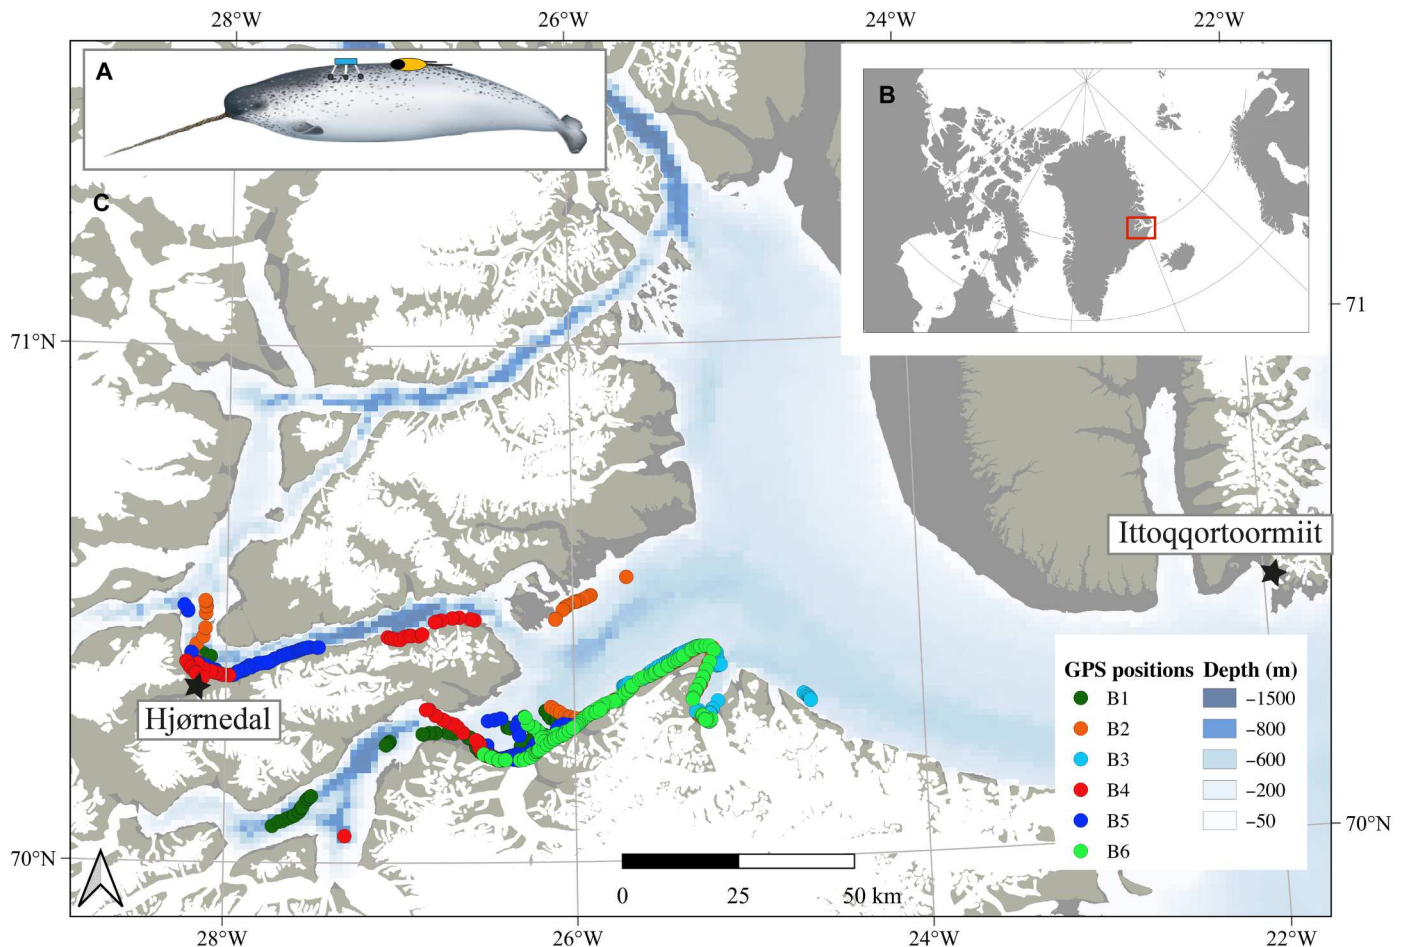 28°W 26°W 24°W 22°W
A
B
C
71°N
71
Ittoqqortoormiit
Hjørnedal
GPS positions Depth (m)
B1 −1500
B2 −800
B3 −600
B4 −200
B5 −50
B6
70°N
70°N
0 25 50 km
28°W 26°W 24°W 22°W